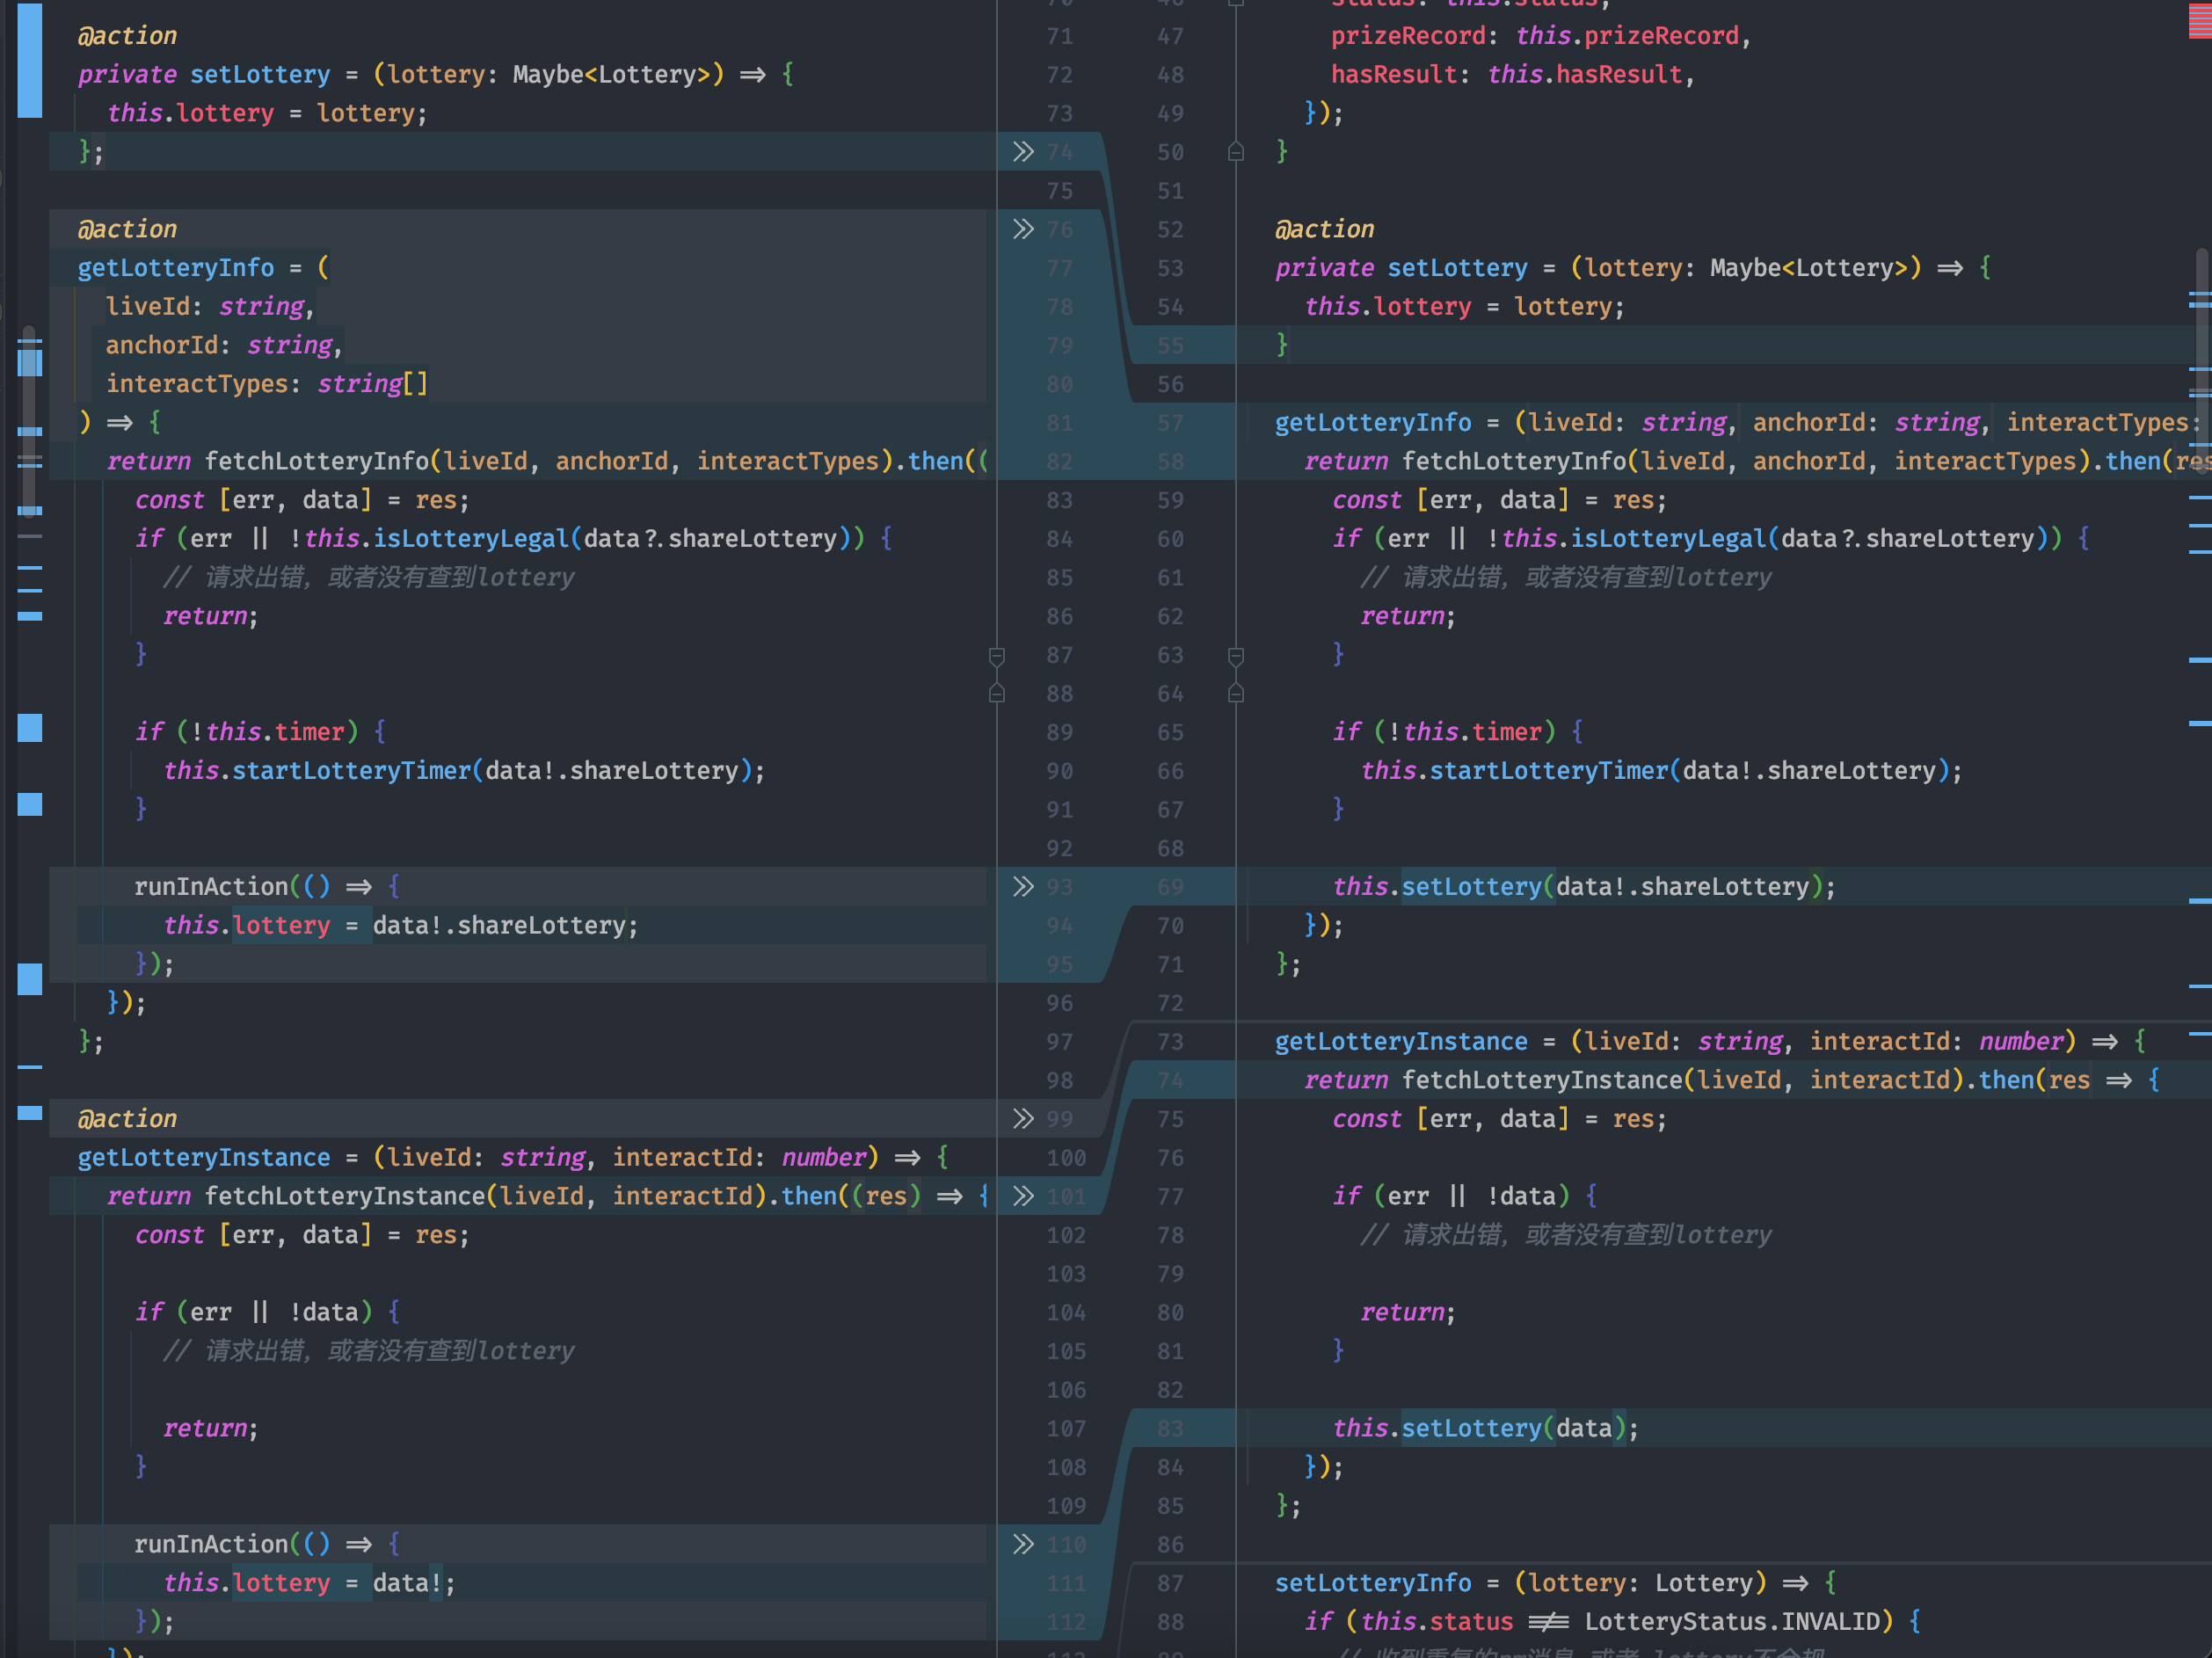 @action
private setLottery = (lottery: Maybe<Lottery>) => {
  this.lottery = lottery;
};
@action
getLotteryInfo = (
  liveId: string,
  anchorId: string,
  interactTypes: string[]
) => {
  return fetchLotteryInfo(liveId, anchorId, interactTypes).then((
    const [err, data] = res;
    if (err || !this.isLotteryLegal(data?.shareLottery)) {
      // 请求出错，或者没有查到lottery
      return;
    }
    if (!this.timer) {
      this.startLotteryTimer(data!.shareLottery);
    }
    runInAction(() => {
      this.lottery = data!.shareLottery;
    });
  });
};
@action
getLotteryInstance = (liveId: string, interactId: number) => {
  return fetchLotteryInstance(liveId, interactId).then((res) => {
    const [err, data] = res;
    if (err || !data) {
      // 请求出错，或者没有查到lottery
      return;
    }
    runInAction(() => {
      this.lottery = data!;
    });
  });
71
72
73
74
75
76
77
78
79
80
81
82
83
84
85
86
87
88
89
90
91
92
93
94
95
96
97
98
99
100
101
102
103
104
105
106
107
108
109
110
111
112
47
48
49
50
51
52
53
54
55
56
57
58
59
60
61
62
63
64
65
66
67
68
69
70
71
72
73
74
75
76
77
78
79
80
81
82
83
84
85
86
87
88
    status: this.status,
    prizeRecord: this.prizeRecord,
    hasResult: this.hasResult,
  });
}
@action
private setLottery = (lottery: Maybe<Lottery>) => {
  this.lottery = lottery;
}
getLotteryInfo = (liveId: string, anchorId: string, interactTypes:
  return fetchLotteryInfo(liveId, anchorId, interactTypes).then(res
    const [err, data] = res;
    if (err || !this.isLotteryLegal(data?.shareLottery)) {
      // 请求出错，或者没有查到lottery
      return;
    }
    if (!this.timer) {
      this.startLotteryTimer(data!.shareLottery);
    }
    this.setLottery(data!.shareLottery);
  });
};
getLotteryInstance = (liveId: string, interactId: number) => {
  return fetchLotteryInstance(liveId, interactId).then(res => {
    const [err, data] = res;
    if (err || !data) {
      // 请求出错，或者没有查到lottery
      return;
    }
    this.setLottery(data);
  });
};
setLotteryInfo = (lottery: Lottery) => {
  if (this.status !== LotteryStatus.INVALID) {